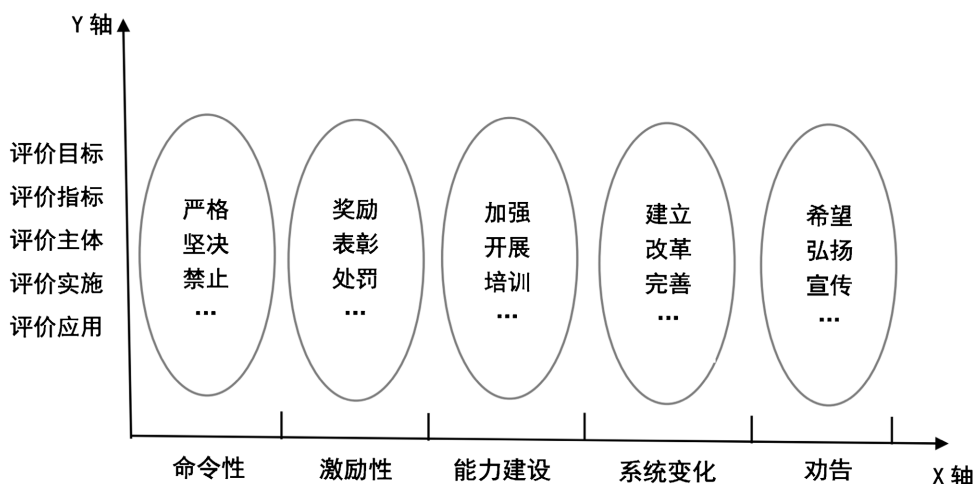 Y 轴
评价目标
评价指标
评价主体
评价实施
评价应用
严格
坚决
禁止
...
奖励
表彰
处罚
...
加强
开展
培训
...
建立
改革
完善
...
希望
弘扬
宣传
...
命令性
激励性
能力建设
系统变化
劝告
X 轴